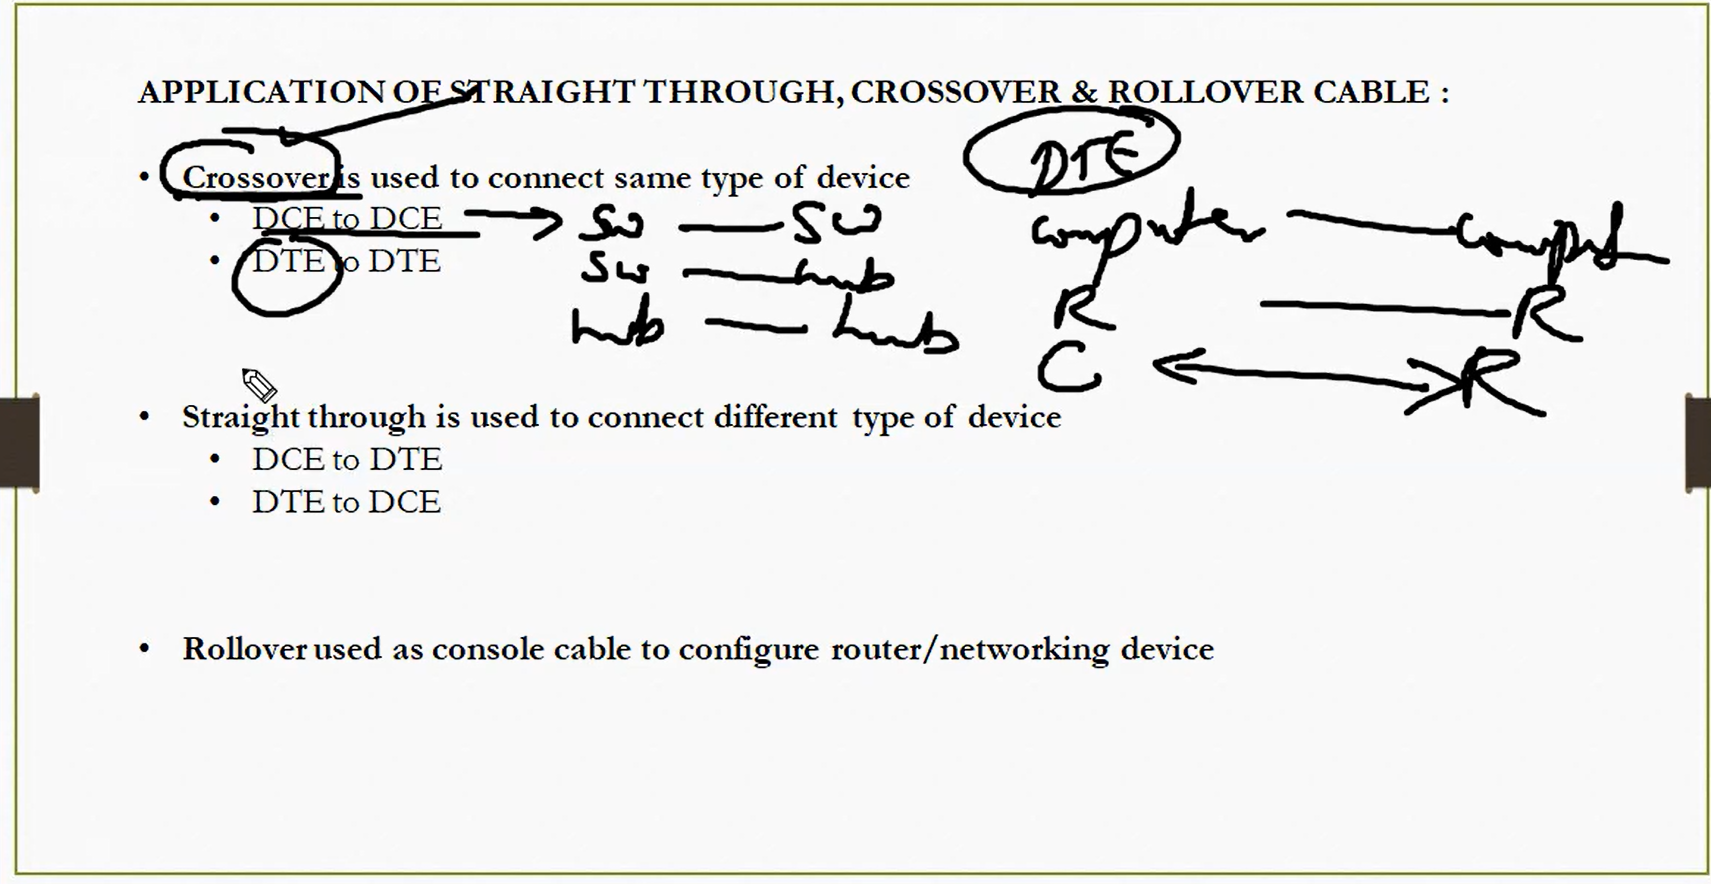 APPLICATION OF STRAIGHT THROUGH, CROSSOVER & ROLLOVER CABLE :
DTE
• Crossover is used to connect same type of device
• DCE to DCE
SW SW
Computer Comput
• DTE to DTE
SW hub
R R
hub hub
C R
• Straight through is used to connect different type of device
• DCE to DTE
• DTE to DCE
• Rollover used as console cable to configure router/networking device